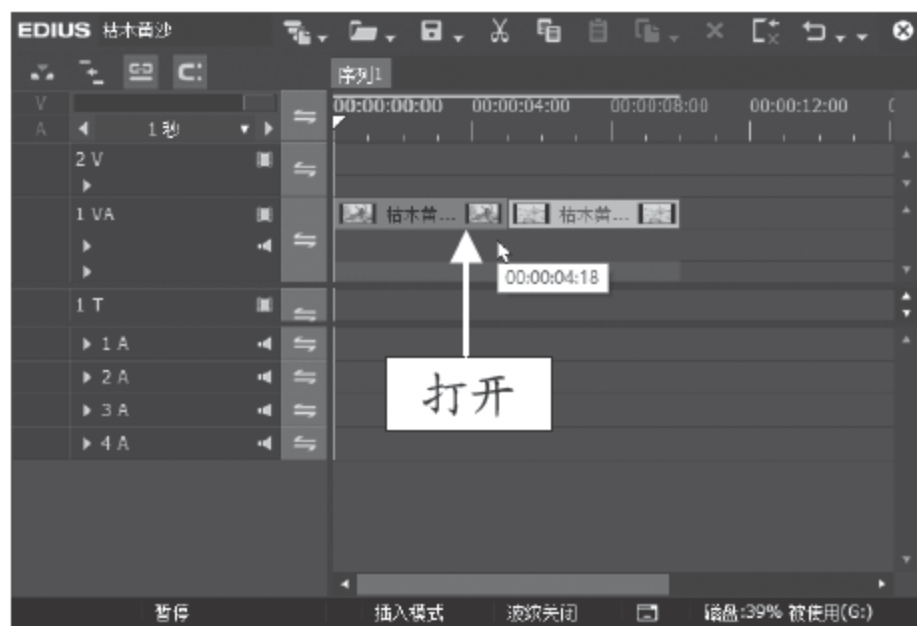 EDIUS 枯木黄沙
序列1
V
00:00:00:00 00:00:04:00 00:00:08:00 00:00:12:00
A 1秒
2 V
1 VA
枯木黄... 枯木黄...
00:00:04:18
1 T
1 A
打开
2 A
3 A
4 A
暂停 插入模式 波纹关闭 磁盘:39% 被使用(G:)